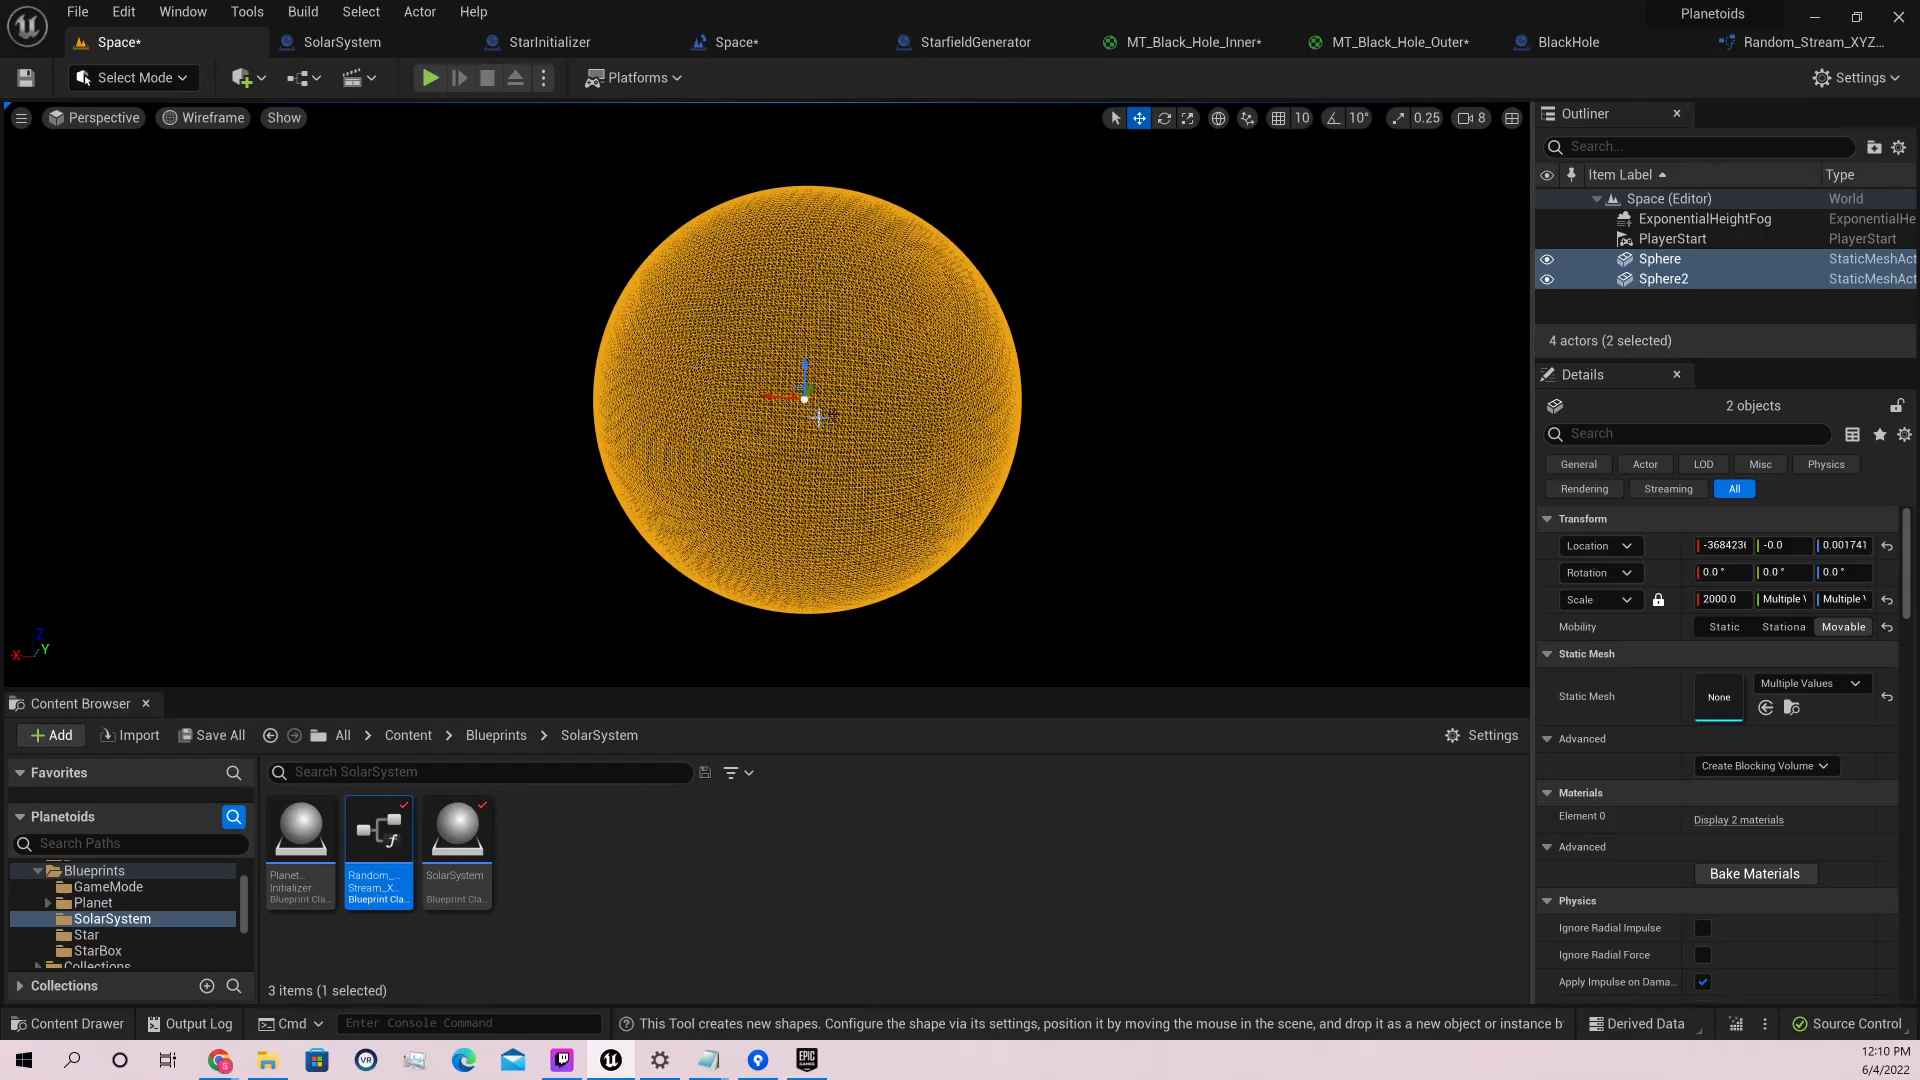 File Edit Window Tools Build Select Actor Help
Planetoids
Space*
SolarSystem
StarInitializer
Space*
StarfieldGenerator
MT_Black_Hole_Inner*
MT_Black_Hole_Outer*
BlackHole
Random_Stream_XYZ...
Select Mode
Platforms
Settings
Perspective
Wireframe
Show
10
10°
0.25
8
Z
X
Y
Outliner
Search...
Item Label
Type
Space (Editor)
World
ExponentialHeightFog
ExponentialHe
PlayerStart
PlayerStart
Sphere
StaticMeshAct
Sphere2
StaticMeshAct
4 actors (2 selected)
Details
2 objects
Search
General
Actor
LOD
Misc
Physics
Rendering
Streaming
All
Transform
Location
-3684236
-0.0
0.001741
Rotation
0.0 °
0.0 °
0.0 °
Scale
2000.0
Multiple V
Multiple V
Mobility
Static
Stationa
Movable
Static Mesh
Static Mesh
None
Multiple Values
Advanced
Create Blocking Volume
Materials
Element 0
Display 2 materials
Advanced
Bake Materials
Physics
Ignore Radial Impulse
Ignore Radial Force
Apply Impulse on Dama...
Content Browser
Add
Import
Save All
All
Content
Blueprints
SolarSystem
Settings
Favorites
Search SolarSystem
Planetoids
Search Paths
Blueprints
GameMode
Planet
SolarSystem
Star
StarBox
Collections
Collections
Planet...
Initializer
Blueprint Cla...
Random_...
Stream_X...
Blueprint Cla...
SolarSystem
Blueprint Cla...
3 items (1 selected)
Content Drawer
Output Log
Cmd
Enter Console Command
This Tool creates new shapes. Configure the shape via its settings, position it by moving the mouse in the scene, and drop it as a new object or instance b
Derived Data
Source Control
VR
EPIC
GAMES
12:10 PM
6/4/2022